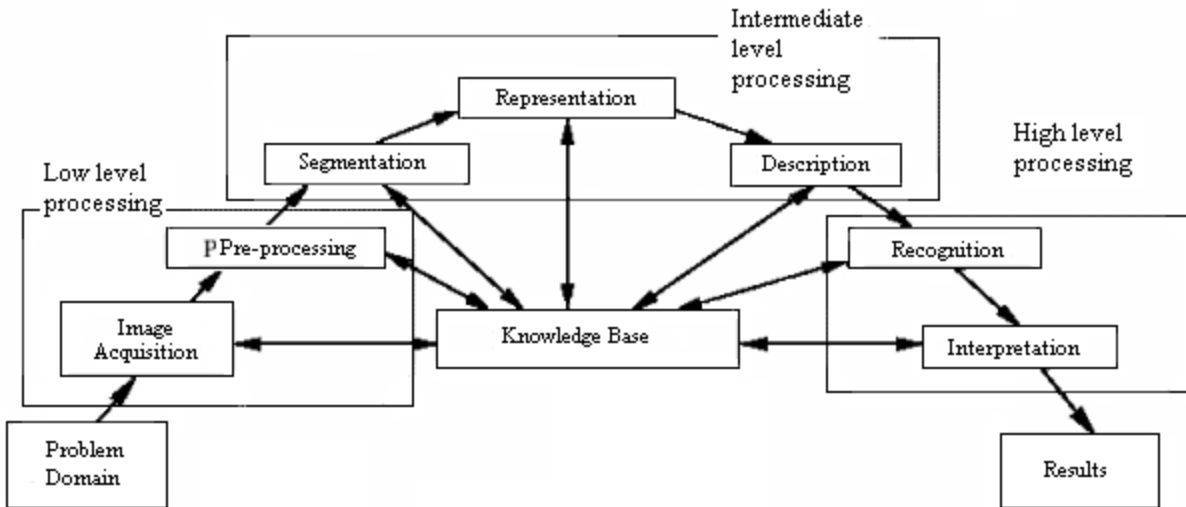 Intermediate
level
processing
Representation
Segmentation
Description
High level
processing
Low level
processing
PPre-processing
Recognition
Image
Acquisition
Knowledge Base
Interpretation
Problem
Domain
Results